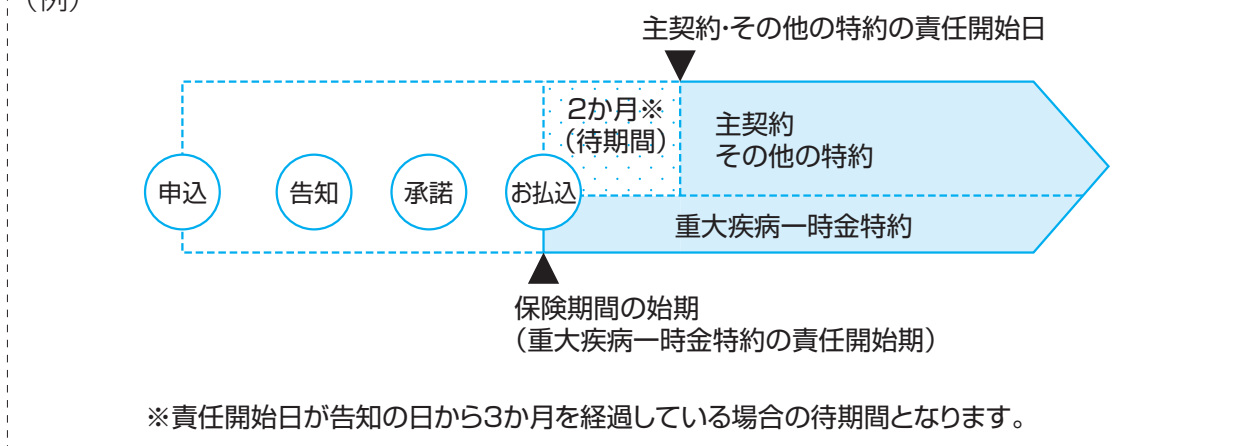 （例）
主契約・その他の特約の責任開始日
2か月※
（待期間）
主契約
その他の特約
申込
告知
承諾
お払込
重大疾病一時金特約
保険期間の始期
（重大疾病一時金特約の責任開始期）
※責任開始日が告知の日から3か月を経過している場合の待期間となります。